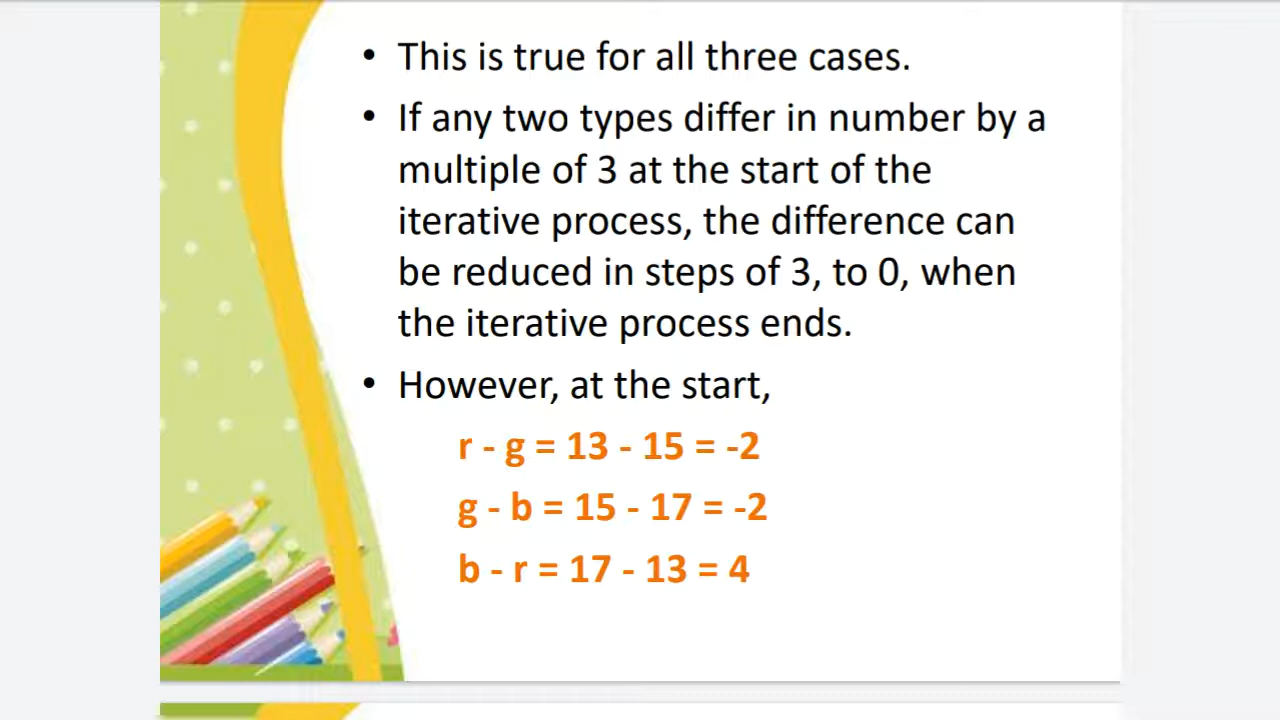 • This is true for all three cases.
• If any two types differ in number by a
multiple of 3 at the start of the
iterative process, the difference can
be reduced in steps of 3, to 0, when
the iterative process ends.
• However, at the start,
r - g = 13 - 15 = -2
g - b = 15 - 17 = -2
b - r = 17 - 13 = 4